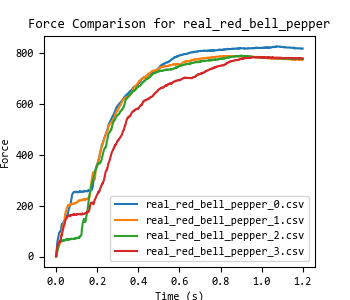 Force Comparison for real_red_bell_pepper
800
600
400
200
0
Force
real_red_bell_pepper_0.csv
real_red_bell_pepper_1.csv
real_red_bell_pepper_2.csv
real_red_bell_pepper_3.csv
0.0 0.2 0.4 0.6 0.8 1.0 1.2
Time (s)